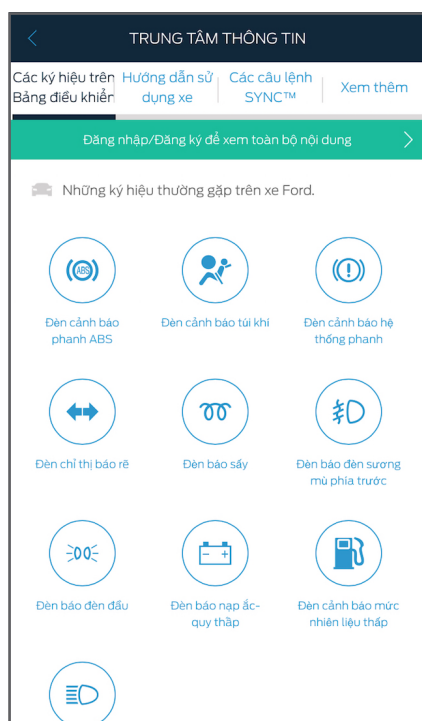 TRUNG TÂM THÔNG TIN
Các ký hiệu trên
Bảng điều khiển
Hướng dẫn sử
dụng xe
Các câu lệnh
SYNC™
Xem thêm
Đăng nhập/Đăng ký để xem toàn bộ nội dung
Những ký hiệu thường gặp trên xe Ford.
ABS
Đèn cảnh báo
phanh ABS
Đèn cảnh báo túi khí
Đèn cảnh báo hệ
thống phanh
Đèn chỉ thị báo rẽ
Đèn báo sấy
Đèn báo đèn sương
mù phía trước
Đèn báo đèn đầu
Đèn báo nạp ắc-
quy thấp
Đèn cảnh báo mức
nhiên liệu thấp